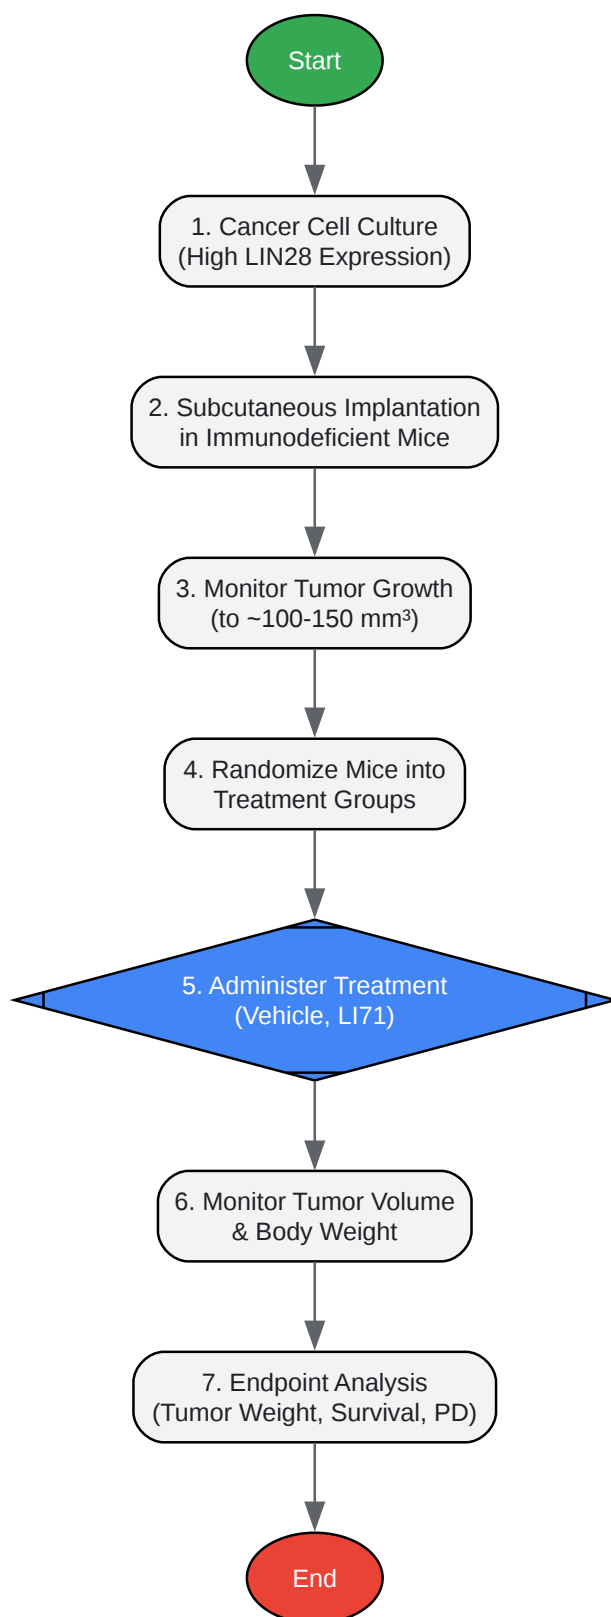 Start
1. Cancer Cell Culture
(High LIN28 Expression)
2. Subcutaneous Implantation
in Immunodeficient Mice
3. Monitor Tumor Growth
(to ~100-150 mm³)
4. Randomize Mice into
Treatment Groups
5. Administer Treatment
(Vehicle, LI71)
6. Monitor Tumor Volume
& Body Weight
7. Endpoint Analysis
(Tumor Weight, Survival, PD)
End